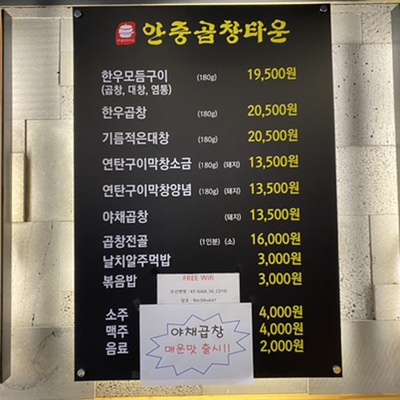 안중곱창타운
한우모듬구이 (180g) 19,500원
(곱창, 대창, 염통)
한우곱창 (180g) 20,500원
기름적은대창 (180g) 20,500원
연탄구이막창소금 (180g) (돼지) 13,500원
연탄구이막창양념 (180g) (돼지) 13,500원
야채곱창 (돼지) 13,500원
곱창전골 (1인분) (소) 16,000원
날치알주먹밥 3,000원
볶음밥 3,000원
FREE Wifi
소주 4,000원
맥주 4,000원
음료 2,000원
야채곱창
매운맛 출시!!